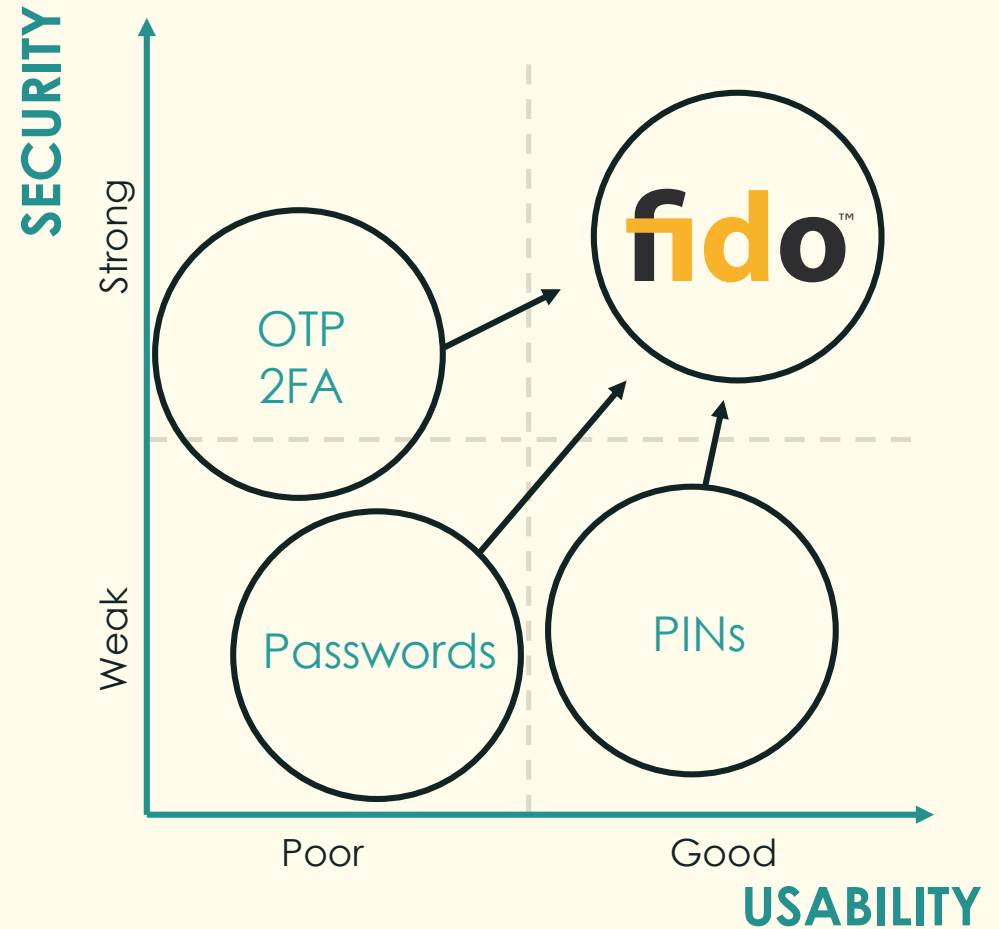 SECURITY
Strong
Weak
fido™
OTP
2FA
Passwords
PINs
Poor
Good
USABILITY